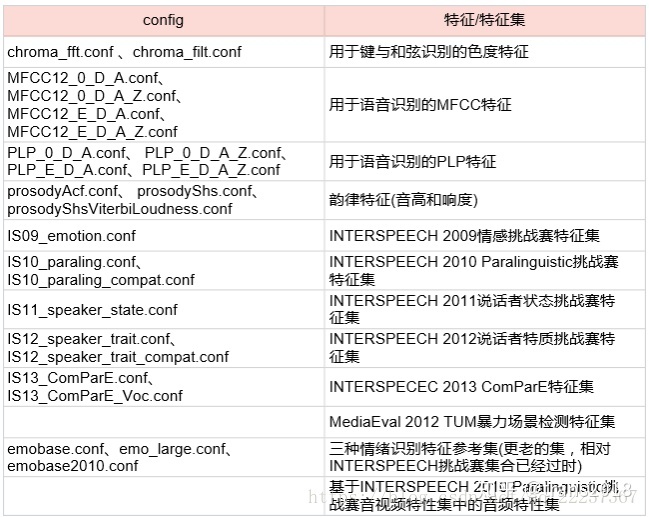 config 特征/特征集
chroma_fft.conf 、chroma_filt.conf 用于键与和弦识别的色度特征
MFCC12_0_D_A.conf、
MFCC12_0_D_A_Z.conf、
MFCC12_E_D_A.conf、
MFCC12_E_D_A_Z.conf
用于语音识别的MFCC特征
PLP_0_D_A.conf、 PLP_0_D_A_Z.conf、
PLP_E_D_A.conf、 PLP_E_D_A_Z.conf
用于语音识别的PLP特征
prosodyAcf.conf、 prosodyShs.conf、
prosodyShsViterbiLoudness.conf
韵律特征(音高和响度)
IS09_emotion.conf INTERSPEECH 2009情感挑战赛特征集
IS10_paraling.conf、
IS10_paraling_compat.conf
INTERSPEECH 2010 Paralinguistic挑战赛
特征集
IS11_speaker_state.conf
INTERSPEECH 2011说话者状态挑战赛特
征集
IS12_speaker_trait.conf、
IS12_speaker_trait_compat.conf
INTERSPEECH 2012说话者特质挑战赛特
征集
IS13_ComParE.conf、
IS13_ComParE_Voc.conf
INTERSPECEC 2013 ComParE特征集
MediaEval 2012 TUM暴力场景检测特征集
emobase.conf、emo_large.conf、
emobase2010.conf
三种情绪识别特征参考集(更老的集，相对
INTERSPEECH挑战赛集合已经过时)
基于INTERSPEECH 2010 Paralinguistic挑
战赛音视频特性集中的音频特性集